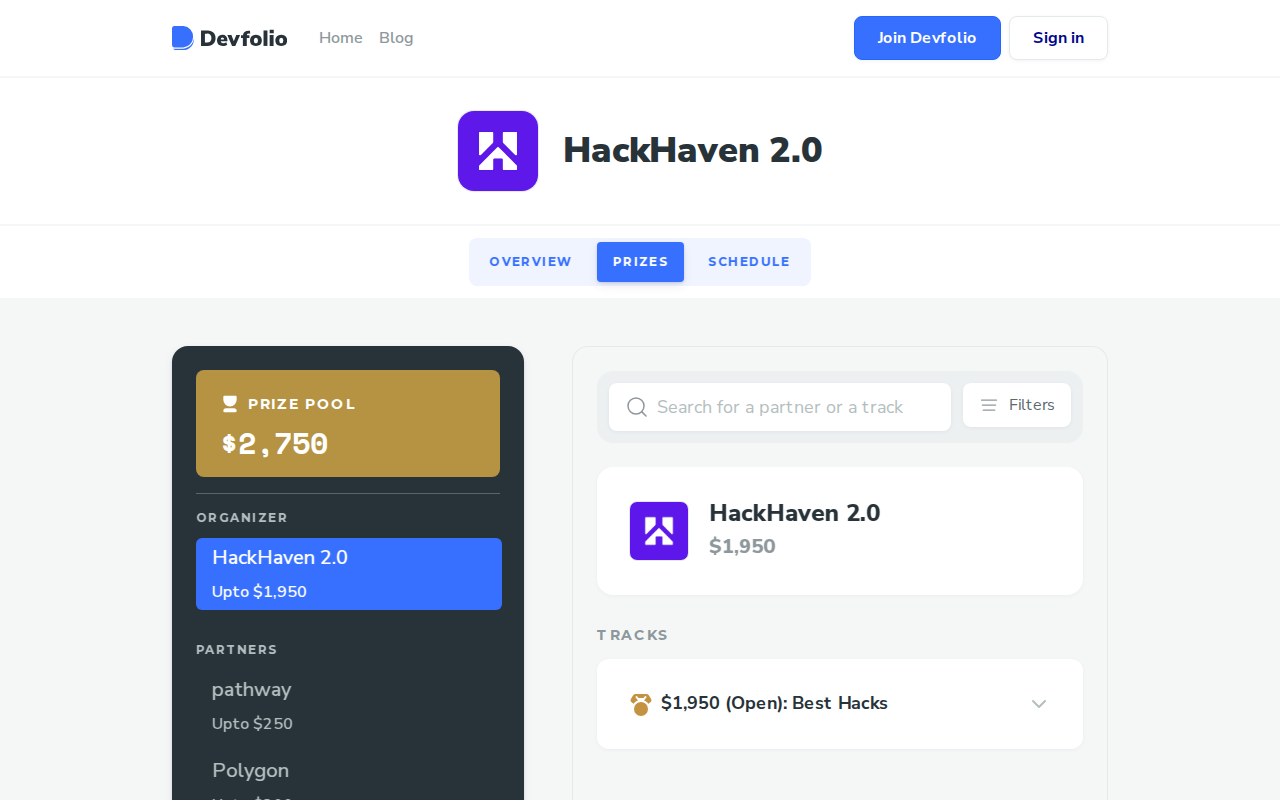 Devfolio
Home
Blog
Join Devfolio
Sign in
HackHaven 2.0
OVERVIEW
PRIZES
SCHEDULE
PRIZE POOL
$2,750
ORGANIZER
HackHaven 2.0
Upto $1,950
PARTNERS
pathway
Upto $250
Polygon
Search for a partner or a track
Filters
HackHaven 2.0
$1,950
TRACKS
$1,950 (Open): Best Hacks